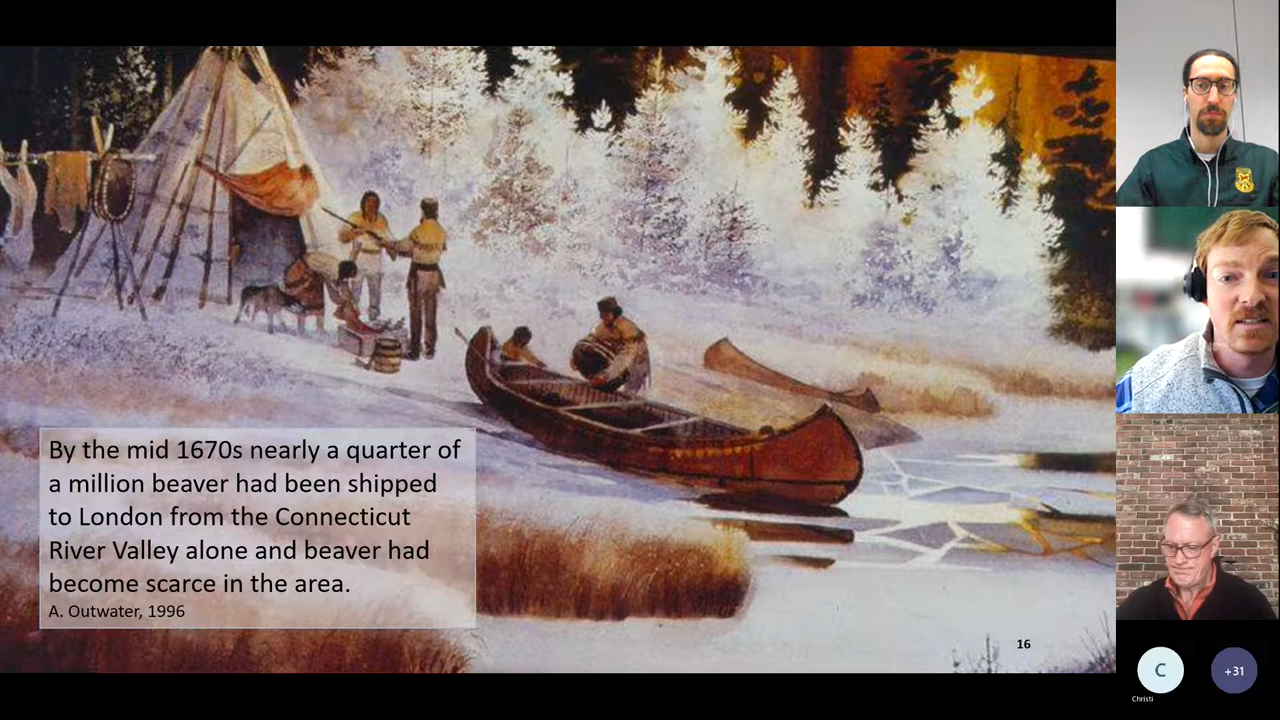 By the mid 1670s nearly a quarter of
a million beaver had been shipped
to London from the Connecticut
River Valley alone and beaver had
become scarce in the area.
A. Outwater, 1996
16
C
+31
Christi